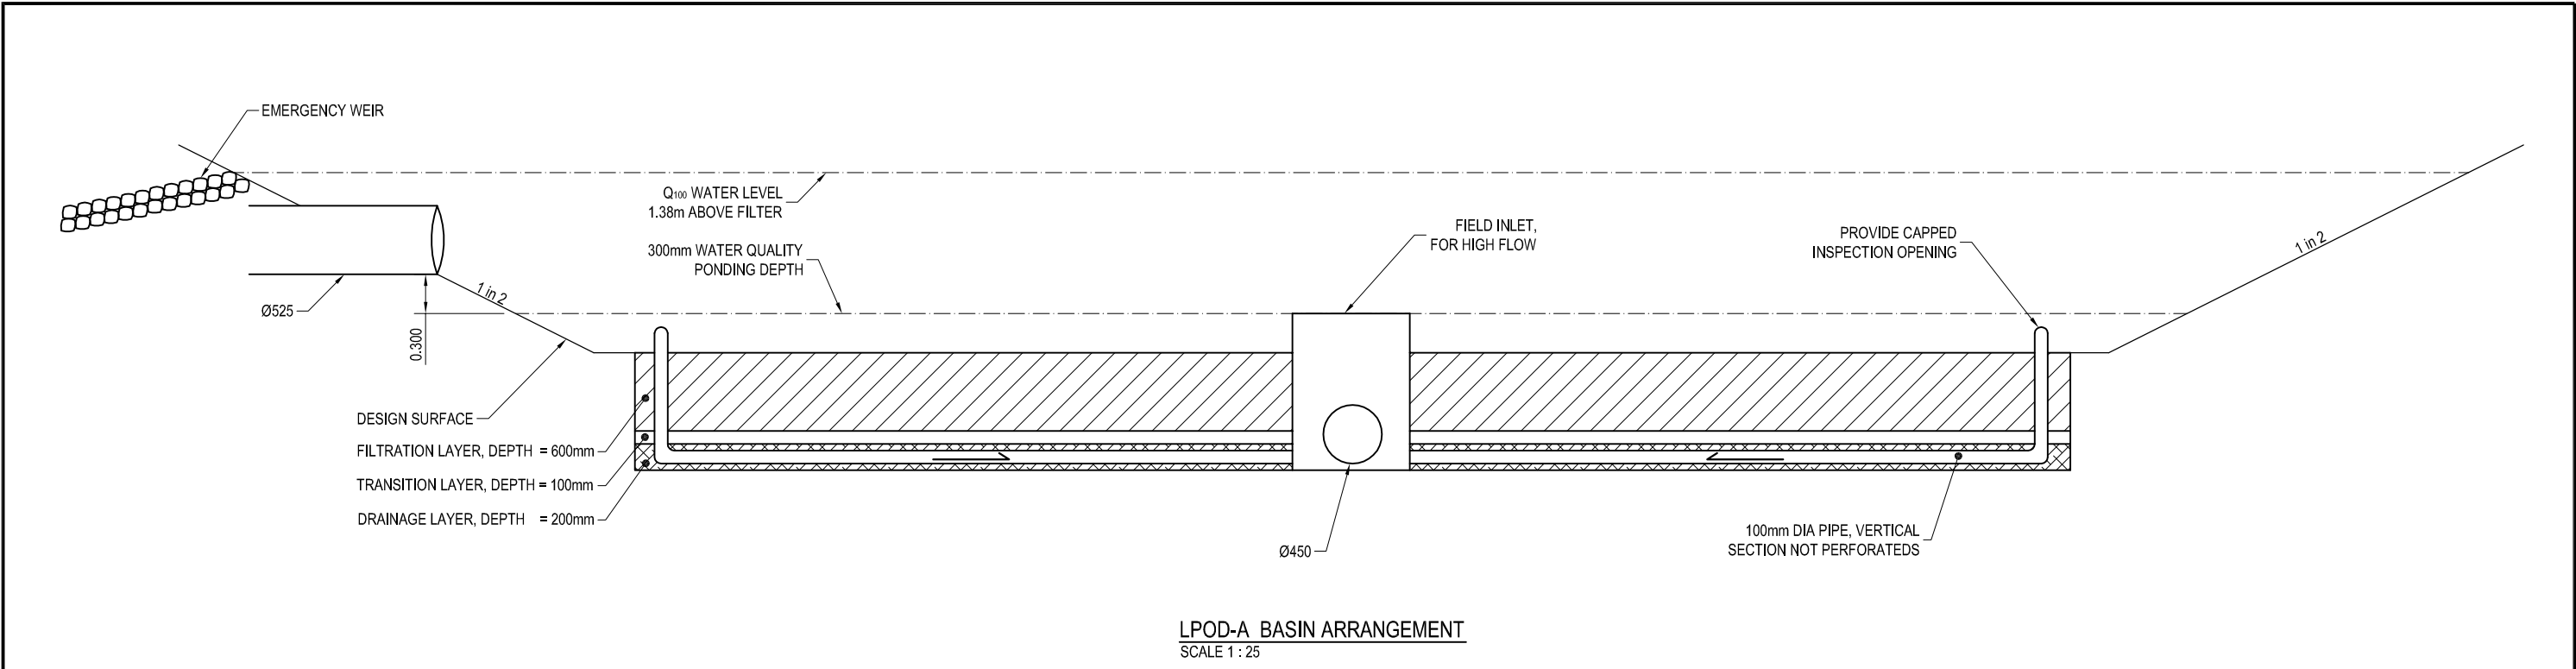 EMERGENCY WEIR
Q100 WATER LEVEL
1.38m ABOVE FILTER
300mm WATER QUALITY
PONDING DEPTH
FIELD INLET,
FOR HIGH FLOW
PROVIDE CAPPED
INSPECTION OPENING
1 in 2
1 in 2
Ø525
0.300
DESIGN SURFACE
FILTRATION LAYER, DEPTH = 600mm
TRANSITION LAYER, DEPTH = 100mm
DRAINAGE LAYER, DEPTH = 200mm
Ø450
100mm DIA PIPE, VERTICAL
SECTION NOT PERFORATEDS
LPOD-A BASIN ARRANGEMENT
SCALE 1 : 25